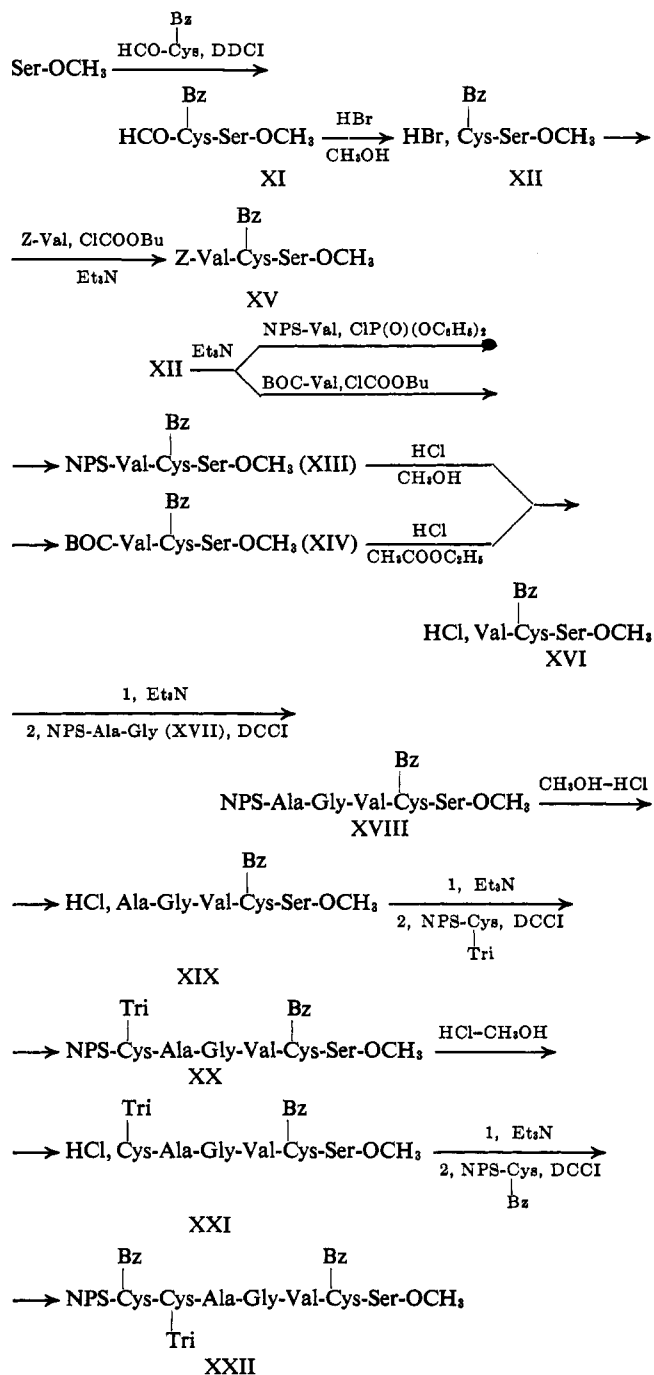 Bz
HCO-Cys, DDCI
Ser-OCH₃
Bz
HCO-Cys-Ser-OCH₃
HBr
CH₃OH
Bz
HBr, Cys-Ser-OCH₃
XI
XII
Z-Val, ClCOOBu
Et₃N
Bz
Z-Val-Cys-Ser-OCH₃
XV
XII
Et₃N
NPS-Val, ClP(O)(OC₆H₅)₂
BOC-Val,ClCOOBu
Bz
NPS-Val-Cys-Ser-OCH₃ (XIII)
HCl
CH₃OH
Bz
BOC-Val-Cys-Ser-OCH₃ (XIV)
HCl
CH₃COOC₂H₅
Bz
HCl, Val-Cys-Ser-OCH₃
XVI
1, Et₃N
2, NPS-Ala-Gly (XVII), DCCI
Bz
NPS-Ala-Gly-Val-Cys-Ser-OCH₃
XVIII
CH₃OH-HCl
Bz
HCl, Ala-Gly-Val-Cys-Ser-OCH₃
1, Et₃N
2, NPS-Cys, DCCI
Tri
XIX
Tri Bz
NPS-Cys-Ala-Gly-Val-Cys-Ser-OCH₃
XX
HCl-CH₃OH
Tri Bz
HCl, Cys-Ala-Gly-Val-Cys-Ser-OCH₃
1, Et₃N
2, NPS-Cys, DCCI
Bz
XXI
Bz Bz
NPS-Cys-Cys-Ala-Gly-Val-Cys-Ser-OCH₃
Tri
XXII